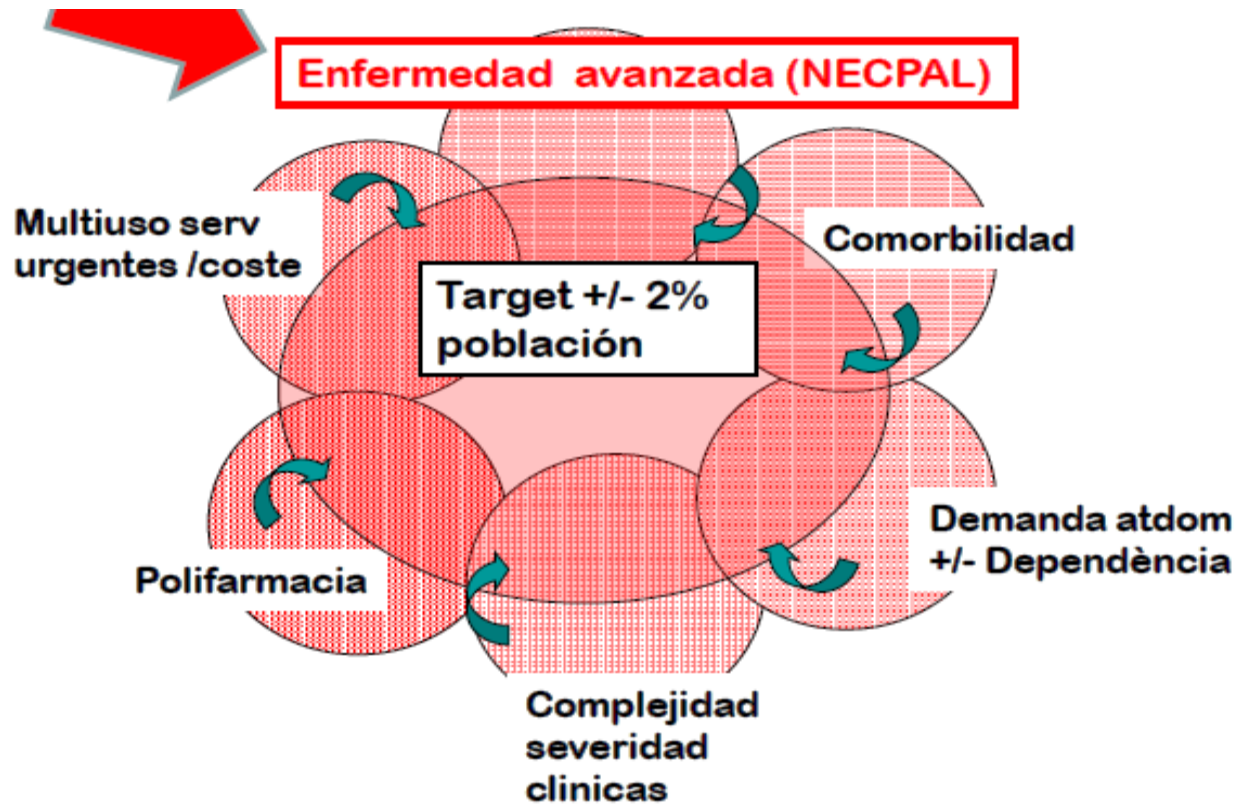 Enfermedad avanzada (NECPAL)
Multiuso serv
urgentes /coste
Comorbilidad
Target +/- 2%
población
Demanda atdom
+/- Dependència
Polifarmacia
Complejidad
severidad
clinicas